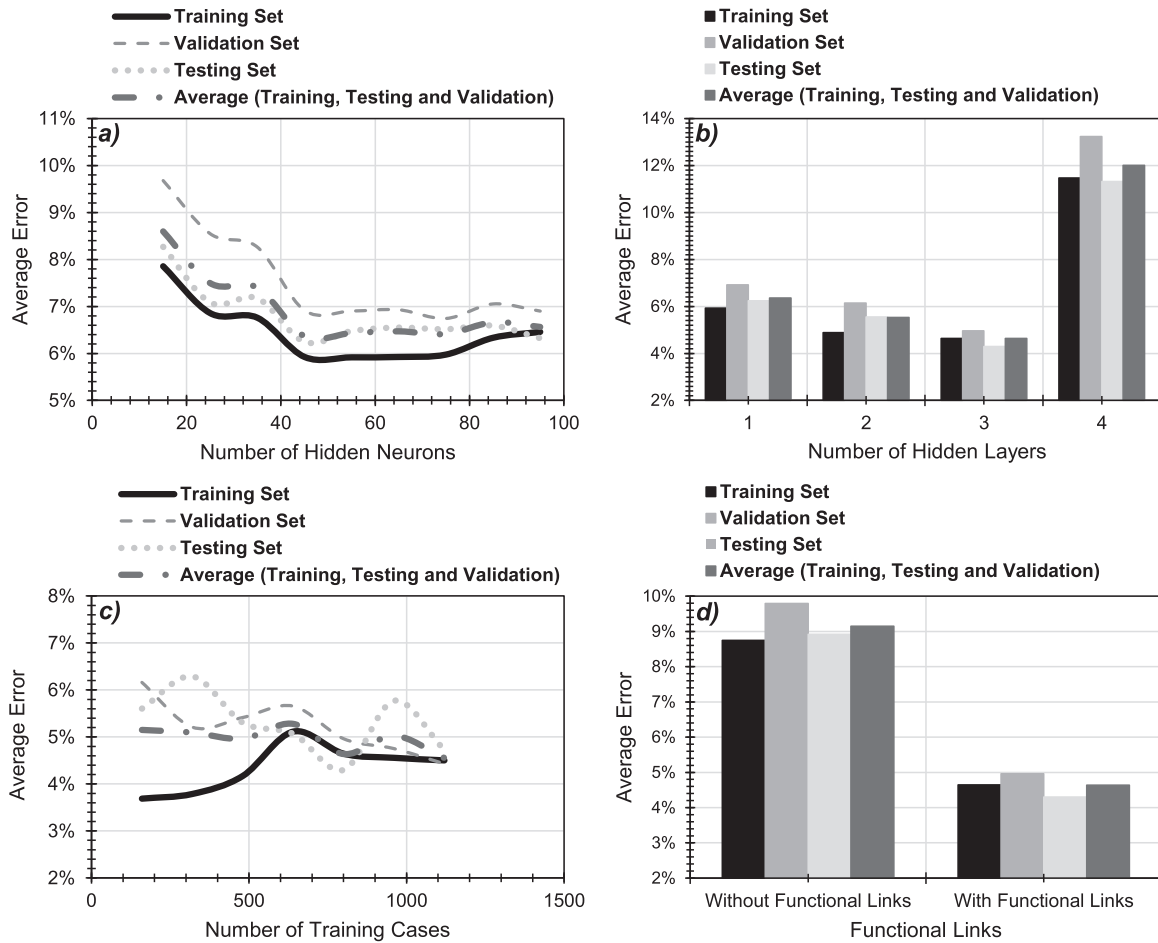 Training Set
Validation Set
Testing Set
Average (Training, Testing and Validation)
a)
11%
10%
9%
8%
7%
6%
5%
Average Error
0 20 40 60 80 100
Number of Hidden Neurons
Training Set
Validation Set
Testing Set
Average (Training, Testing and Validation)
b)
14%
12%
10%
8%
6%
4%
2%
Average Error
1 2 3 4
Number of Hidden Layers
Training Set
Validation Set
Testing Set
Average (Training, Testing and Validation)
c)
8%
7%
6%
5%
4%
3%
2%
Average Error
0 500 1000 1500
Number of Training Cases
Training Set
Validation Set
Testing Set
Average (Training, Testing and Validation)
d)
10%
9%
8%
7%
6%
5%
4%
3%
2%
Average Error
Without Functional Links With Functional Links
Functional Links